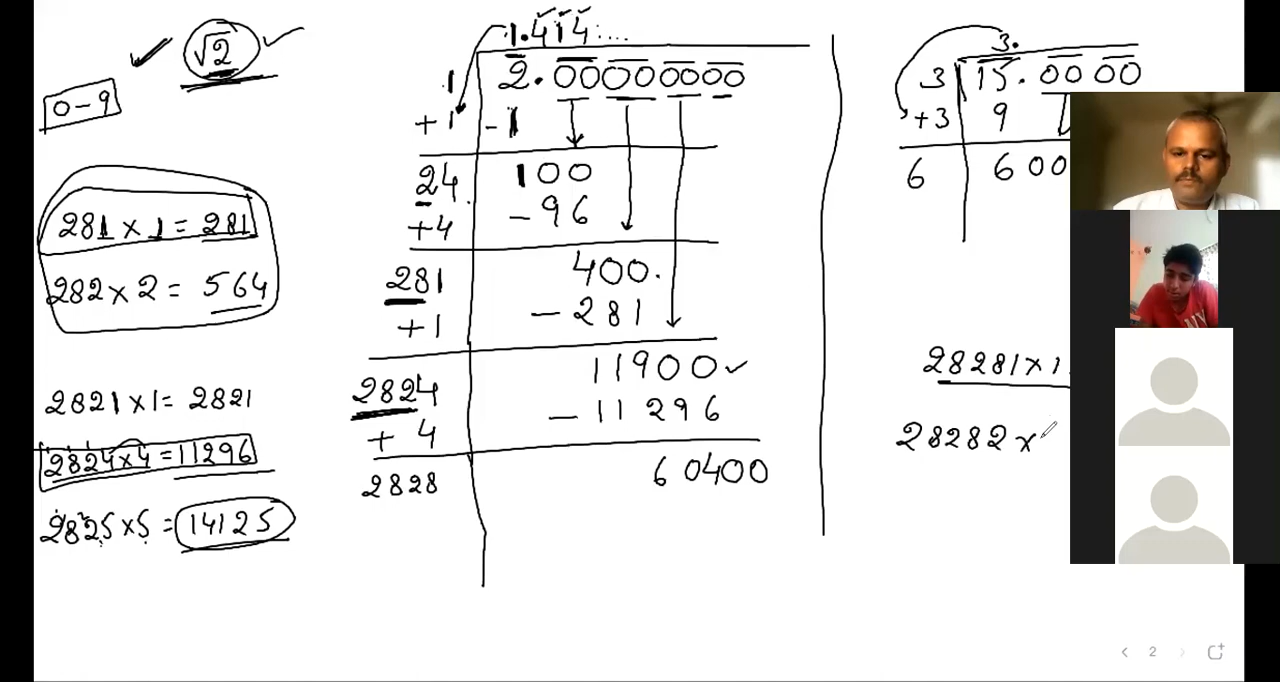 √2
0-9
281 × 1 = 281
282 × 2 = 564
2821 × 1 = 2821
2824 × 4 = 11296
2825 × 5 = 14125
1.414....
1 2.00000000
+1 -1
24 100
+4 -96
281 400.
+1 -281
2824 11900
+ 4 -11296
2828 60400
3.
3 15.0000
+3 9
6 600
28281 × 1
28282 ×
MY
2